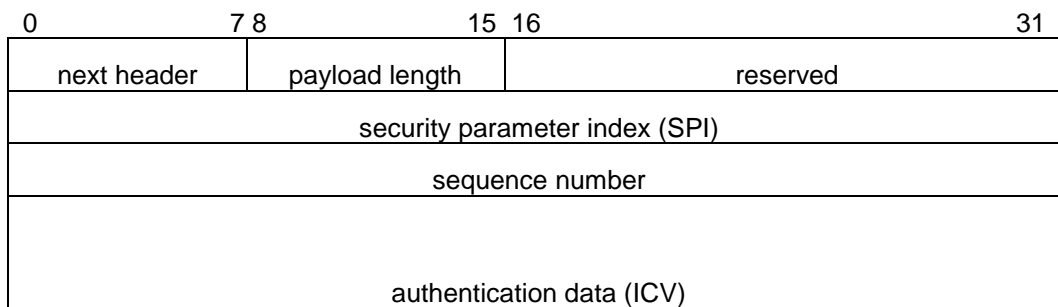 0 7 8 15 16 31
next header payload length reserved
security parameter index (SPI)
sequence number
authentication data (ICV)